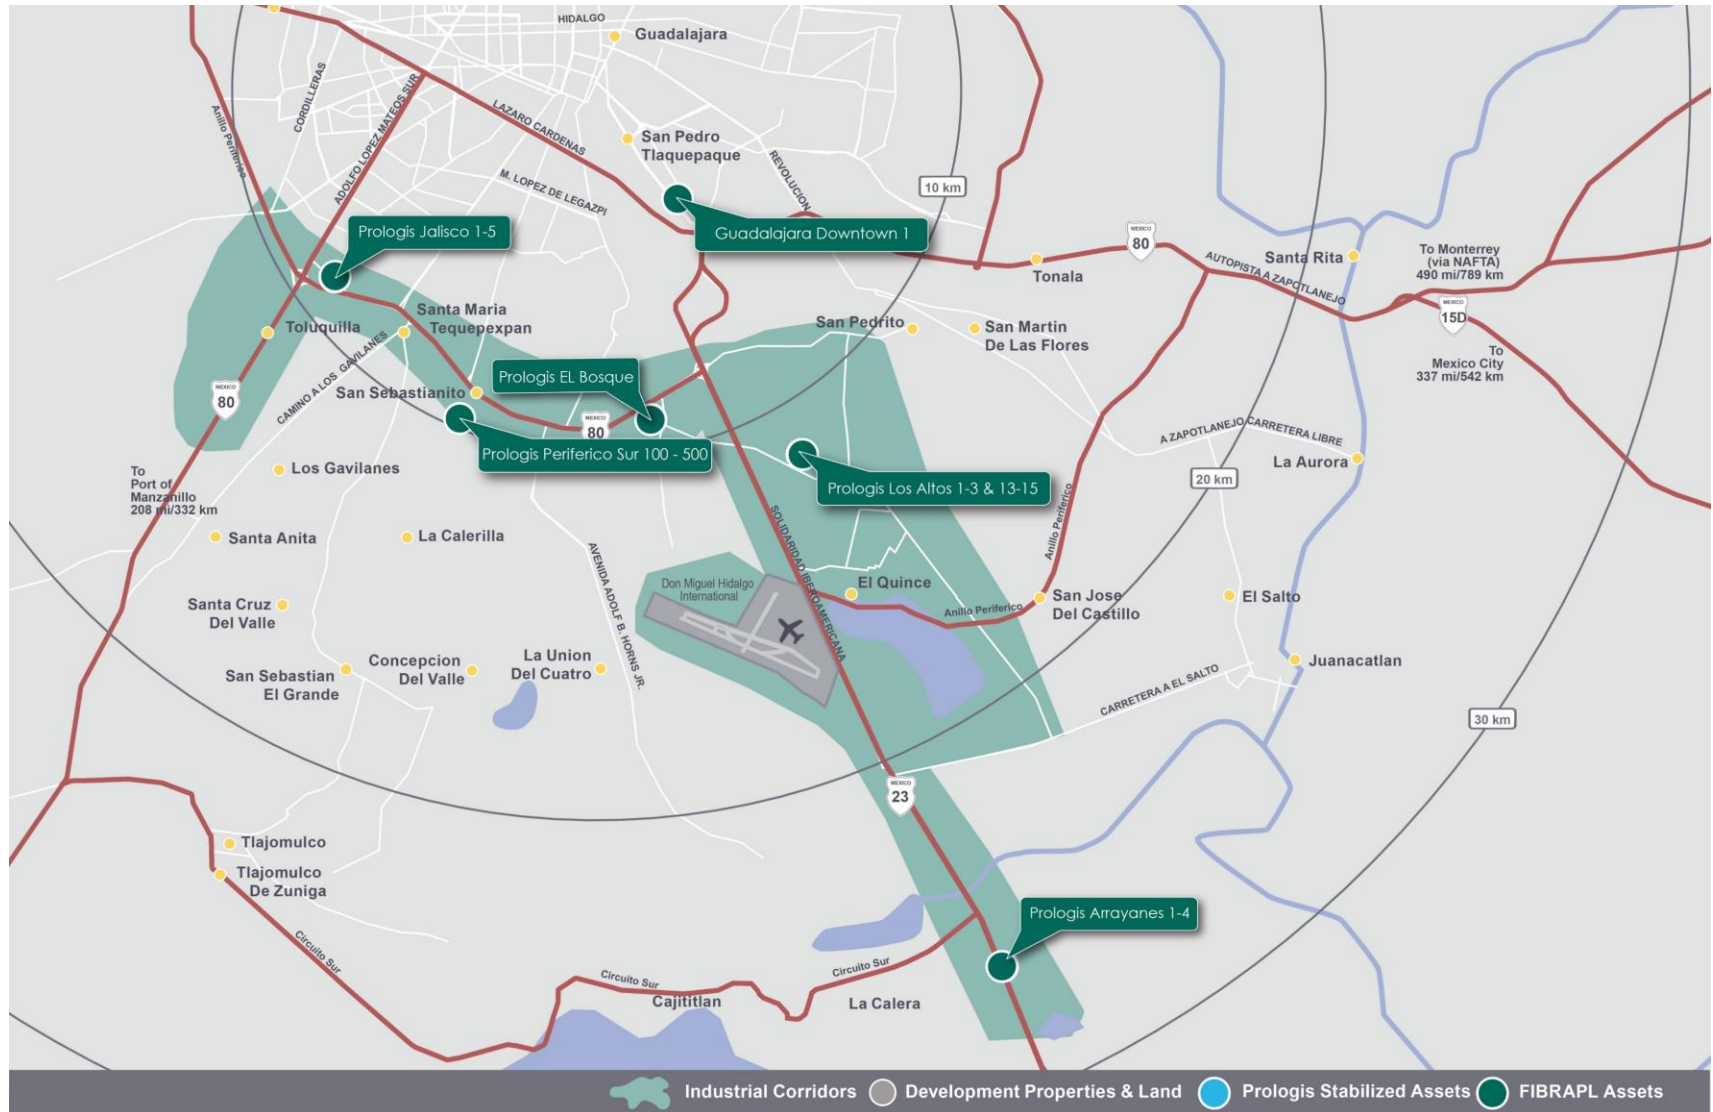 HIDALGO
Guadalajara
CORDILLERAS
Anillo Periferico
ADOLFO LOPEZ MATEOS SUR
LAZARO CARDENAS
San Pedro
Tlaquepaque
REVOLUCION
M. LOPEZ DE LEGAZPI
10 km
Prologis Jalisco 1-5
Guadalajara Downtown 1
MEXICO
80
Tonala
AUTOPISTA A ZAPOTLANEJO
Santa Rita
To Monterrey
(via NAFTA)
490 mi/789 km
MEXICO
15D
To
Mexico City
337 mi/542 km
Toluquilla
Santa Maria
Tequepexpan
San Pedrito
San Martin
De Las Flores
CAMINO A LOS GAVILANES
Prologis EL Bosque
San Sebastianito
MEXICO
80
MEXICO
80
Prologis Periferico Sur 100 - 500
Prologis Los Altos 1-3 & 13-15
A ZAPOTLANEJO CARRETERA LIBRE
La Aurora
20 km
To
Port of
Manzanillo
208 mi/332 km
Los Gavilanes
Santa Anita
La Calerilla
SOLIDARIDAD IBEROAMERICANA
Anillo Periferico
AVENIDA ADOLF B. HORNS JR.
Don Miguel Hidalgo
International
El Quince
Anillo Periferico
San Jose
Del Castillo
El Salto
Santa Cruz
Del Valle
San Sebastian
El Grande
Concepcion
Del Valle
La Union
Del Cuatro
Juanacatlan
CARRETERA A EL SALTO
30 km
MEXICO
23
Tlajomulco
Tlajomulco
De Zuniga
Prologis Arrayanes 1-4
Circuito Sur
Circuito Sur
Cajititlan
Circuito Sur
La Calera
Industrial Corridors
Development Properties & Land
Prologis Stabilized Assets
FIBRAPL Assets